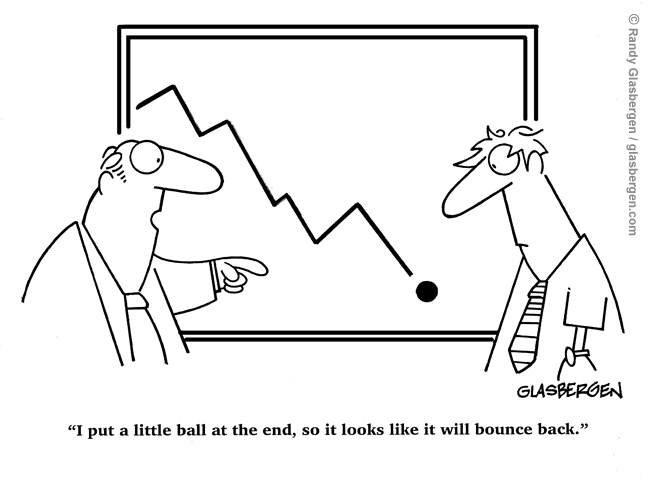 © Randy Glasbergen / glasbergen.com
GLASBERGEN
“I put a little ball at the end, so it looks like it will bounce back.”